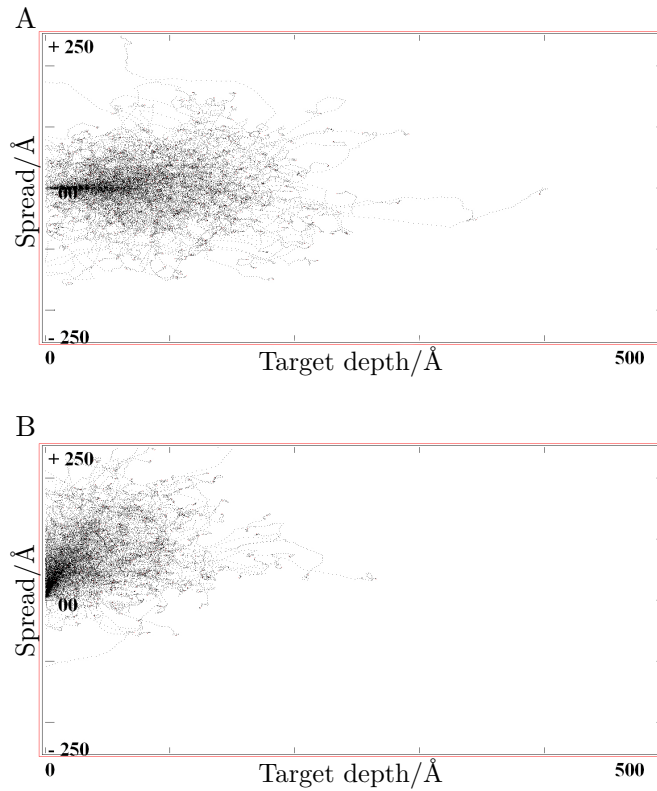 A
+ 250
Spread/Å
00
- 250
0
500
Target depth/Å
B
+ 250
Spread/Å
00
- 250
0
500
Target depth/Å